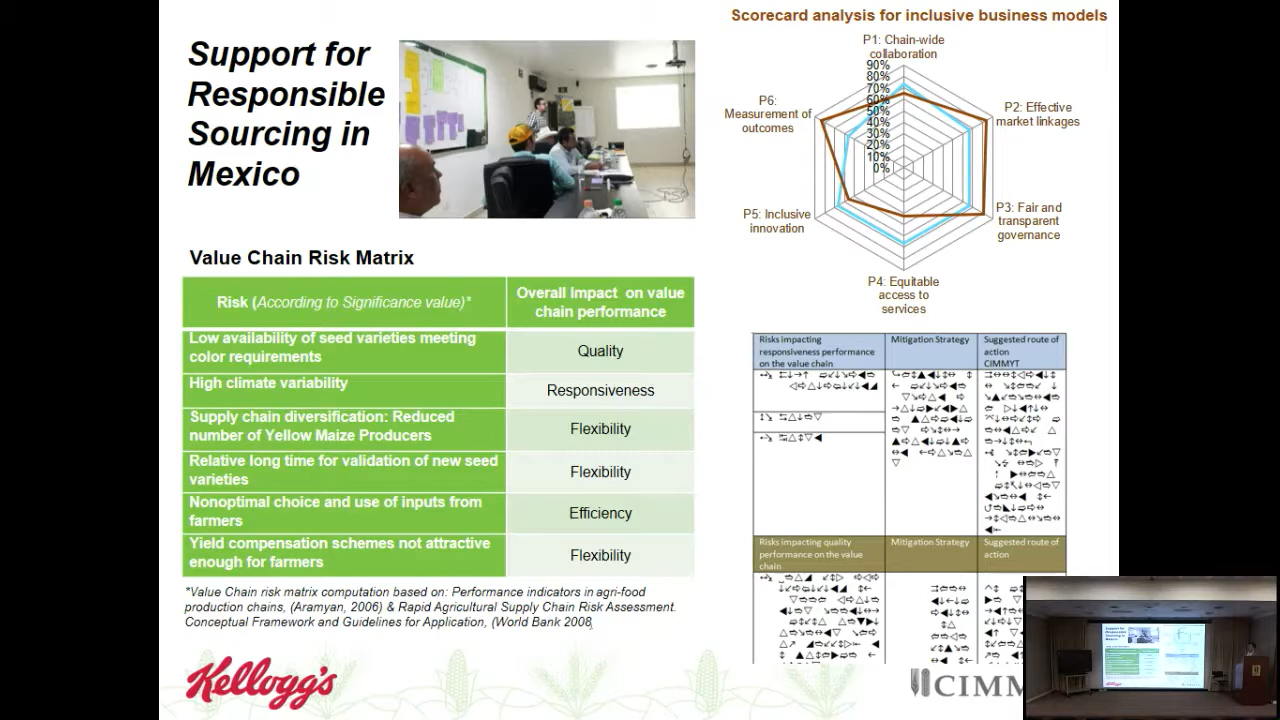 Support for
Responsible
Sourcing in
Mexico
Scorecard analysis for inclusive business models
P1: Chain-wide
collaboration
90%
80%
70%
60%
50%
40%
30%
20%
10%
0%
P2: Effective
market linkages
P3: Fair and
transparent
governance
P4: Equitable
access to
services
P5: Inclusive
innovation
P6:
Measurement of
outcomes
Value Chain Risk Matrix
Risk (According to Significance value)*
Overall Impact on value
chain performance
Low availability of seed varieties meeting
color requirements
Quality
High climate variability
Responsiveness
Supply chain diversification: Reduced
number of Yellow Maize Producers
Flexibility
Relative long time for validation of new seed
varieties
Flexibility
Nonoptimal choice and use of inputs from
farmers
Efficiency
Yield compensation schemes not attractive
enough for farmers
Flexibility
*Value Chain risk matrix computation based on: Performance indicators in agri-food
production chains, (Aramyan, 2006) & Rapid Agricultural Supply Chain Risk Assessment.
Conceptual Framework and Guidelines for Application, (World Bank 2008,
Risks impacting
responsiveness performance
on the value chain
Mitigation Strategy
Suggested route of
action
CIMMYT
Risks impacting quality
performance on the value
chain
Mitigation Strategy
Suggested route of
action
Kellogg's
CIMM